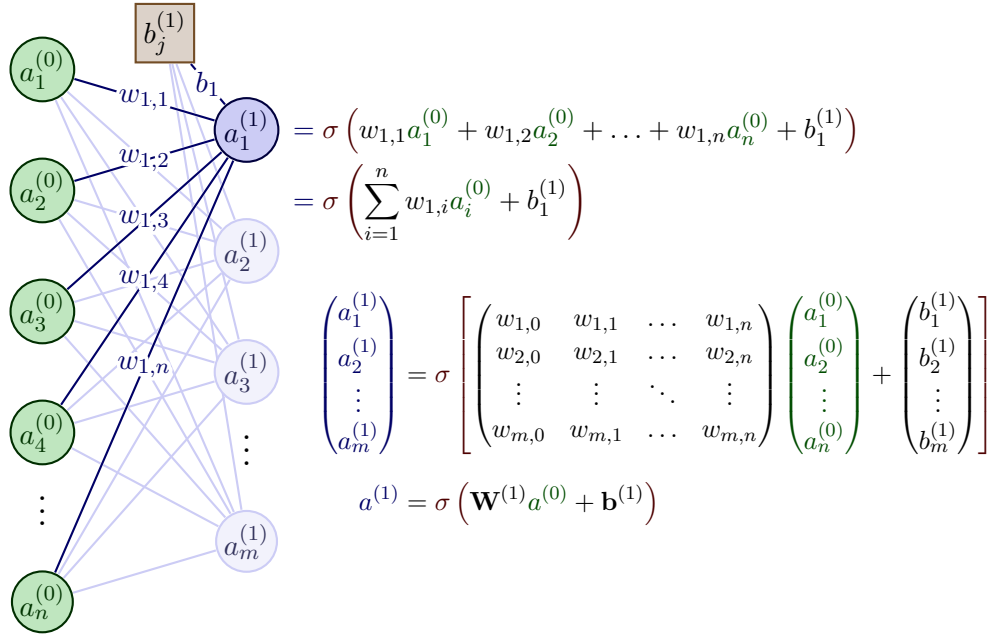 b_j^{(1)}
a_1^{(0)}
b_1
w_{1,1}
a_1^{(1)} = σ ( w_{1,1}a_1^{(0)} + w_{1,2}a_2^{(0)} + … + w_{1,n}a_n^{(0)} + b_1^{(1)} )
w_{1,2}
a_2^{(0)}
= σ ( ∑_{i=1}^{n} w_{1,i}a_i^{(0)} + b_1^{(1)} )
w_{1,3}
a_2^{(1)}
w_{1,4}
a_3^{(0)}
w_{1,n}
a_3^{(1)}
a_4^{(0)}
⋮
a_m^{(1)}
⋮
a_n^{(0)}
a_1^{(1)} w_{1,0} w_{1,1} … w_{1,n} a_1^{(0)} b_1^{(1)}
a_2^{(1)} = σ w_{2,0} w_{2,1} … w_{2,n} a_2^{(0)} + b_2^{(1)}
⋮ ⋮ ⋮ ⋱ ⋮ ⋮ ⋮
a_m^{(1)} w_{m,0} w_{m,1} … w_{m,n} a_n^{(0)} b_m^{(1)}
a^{(1)} = σ ( W^{(1)}a^{(0)} + b^{(1)} )